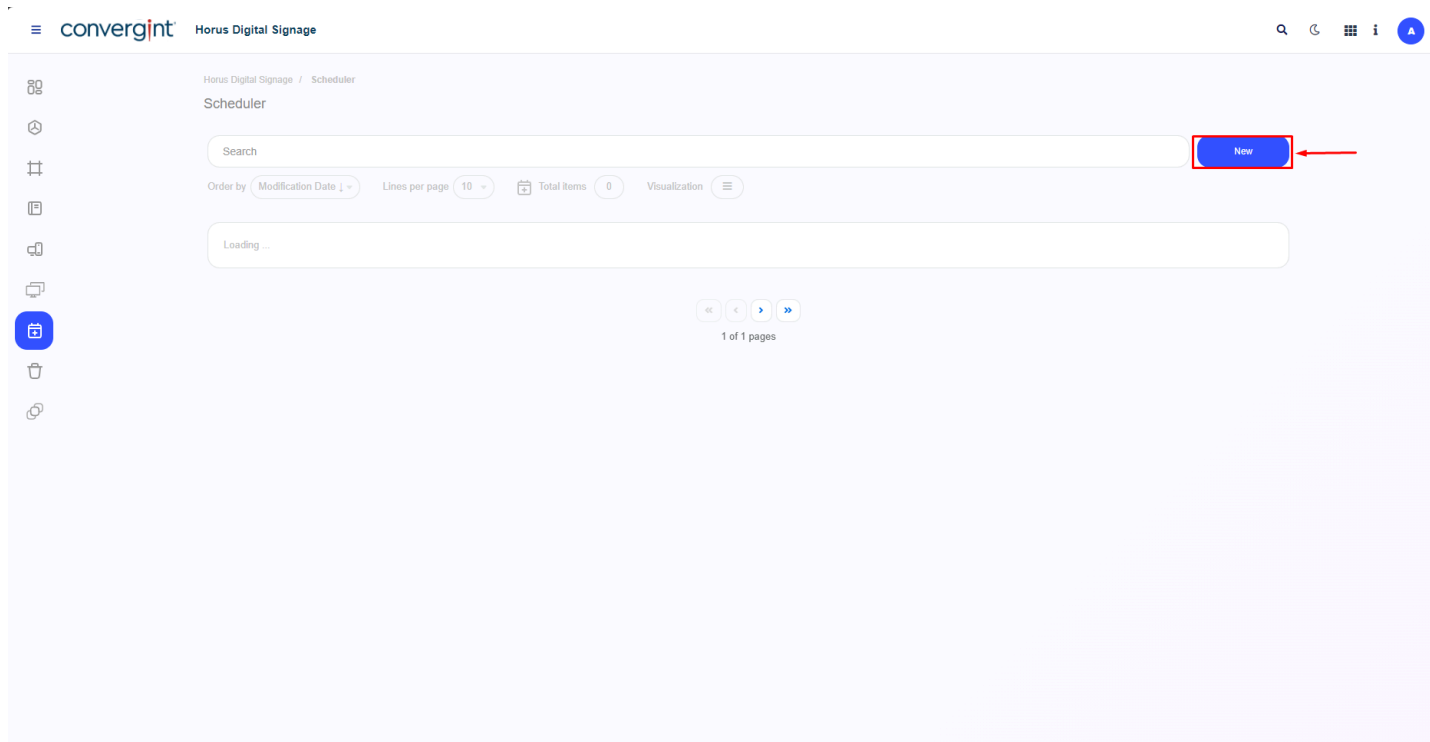 convergint Horus Digital Signage A
Horus Digital Signage / Scheduler
Scheduler
Search New
Order by Modification Date ↓ Lines per page 10 Total items 0 Visualization
Loading ...
« ‹ › »
1 of 1 pages